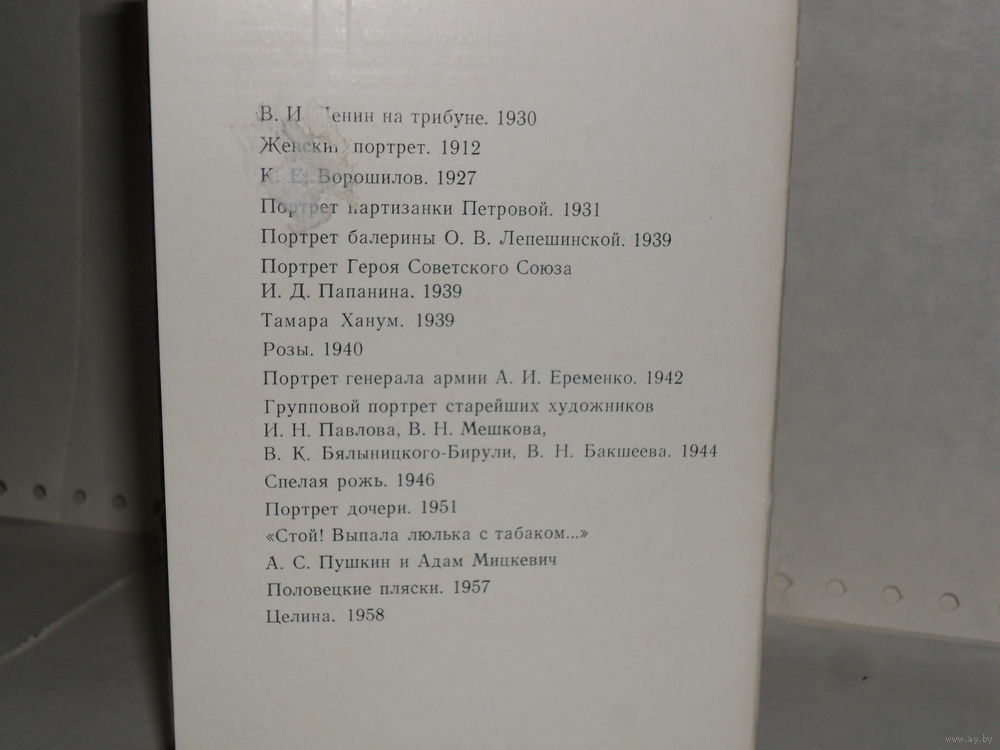 В. И. Ленин на трибуне. 1930
Женский портрет. 1912
К. Е. Ворошилов. 1927
Портрет партизанки Петровой. 1931
Портрет балерины О. В. Лепешинской. 1939
Портрет Героя Советского Союза
И. Д. Папанина. 1939
Тамара Ханум. 1939
Розы. 1940
Портрет генерала армии А. И. Еременко. 1942
Групповой портрет старейших художников
И. Н. Павлова, В. Н. Мешкова,
В. К. Бялыницкого-Бирули, В. Н. Бакшеева. 1944
Спелая рожь. 1946
Портрет дочери. 1951
«Стой! Выпала люлька с табаком...»
А. С. Пушкин и Адам Мицкевич
Половецкие пляски. 1957
Целина. 1958
www.ay.by